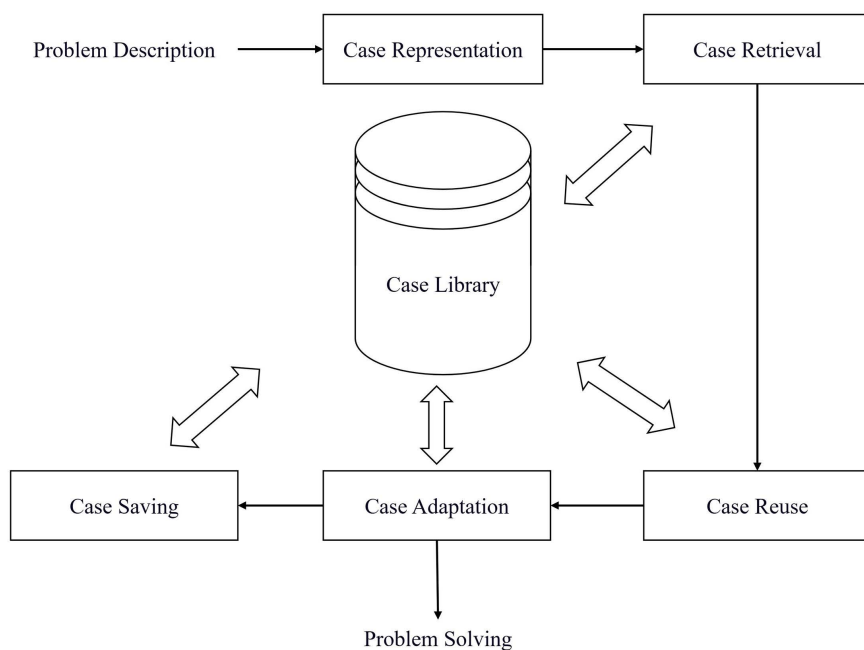 Problem Description
Case Representation
Case Retrieval
Case Library
Case Saving
Case Adaptation
Case Reuse
Problem Solving